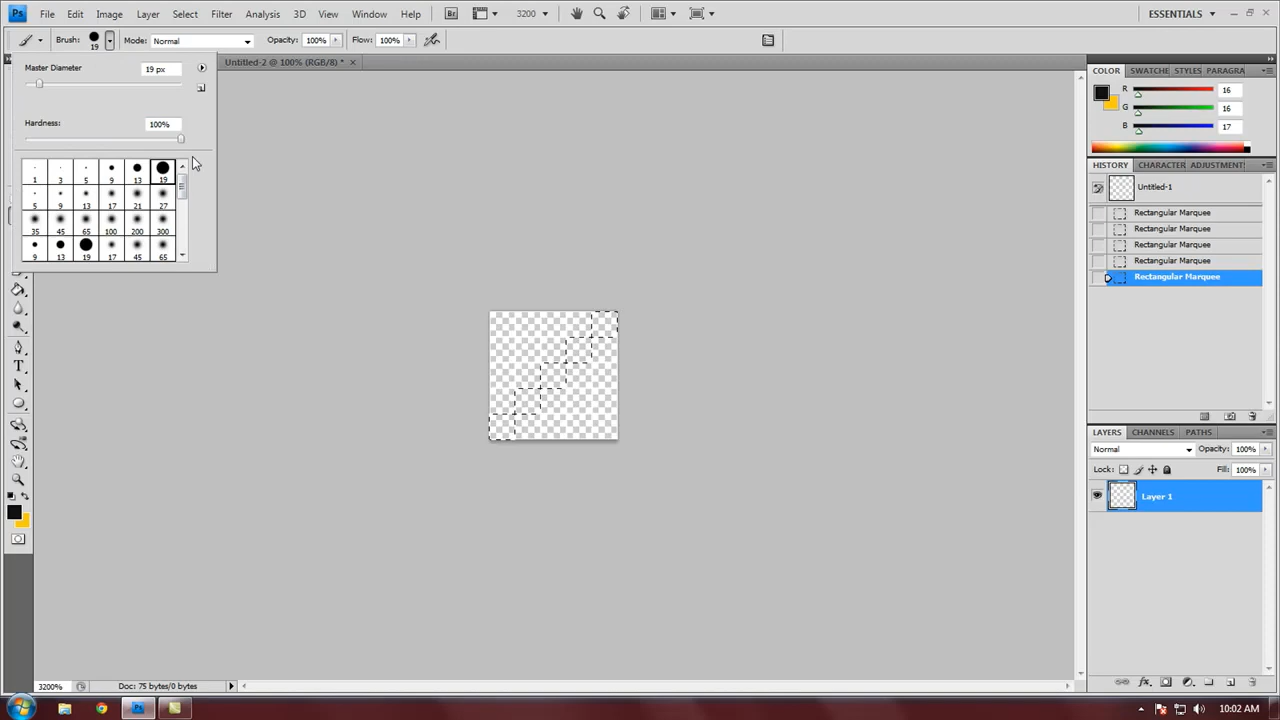 Ps File Edit Image Layer Select Filter Analysis 3D View Window Help Br 3200 ESSENTIALS
Brush: 19 Mode: Normal Opacity: 100% Flow: 100%
Untitled-2 @ 100% (RGB/8) *
Master Diameter 19 px
Hardness: 100%
1 3 5 9 13 19
5 9 13 17 21 27
35 45 65 100 200 300
9 13 19 17 45 65
COLOR SWATCHE STYLES PARAGRA
R 16
G 16
B 17
HISTORY CHARACTER ADJUSTMENT
Untitled-1
Rectangular Marquee
Rectangular Marquee
Rectangular Marquee
Rectangular Marquee
Rectangular Marquee
LAYERS CHANNELS PATHS
Normal Opacity: 100%
Lock: Fill: 100%
Layer 1
T
fx
3200% Doc: 75 bytes/0 bytes
Ps 10:02 AM